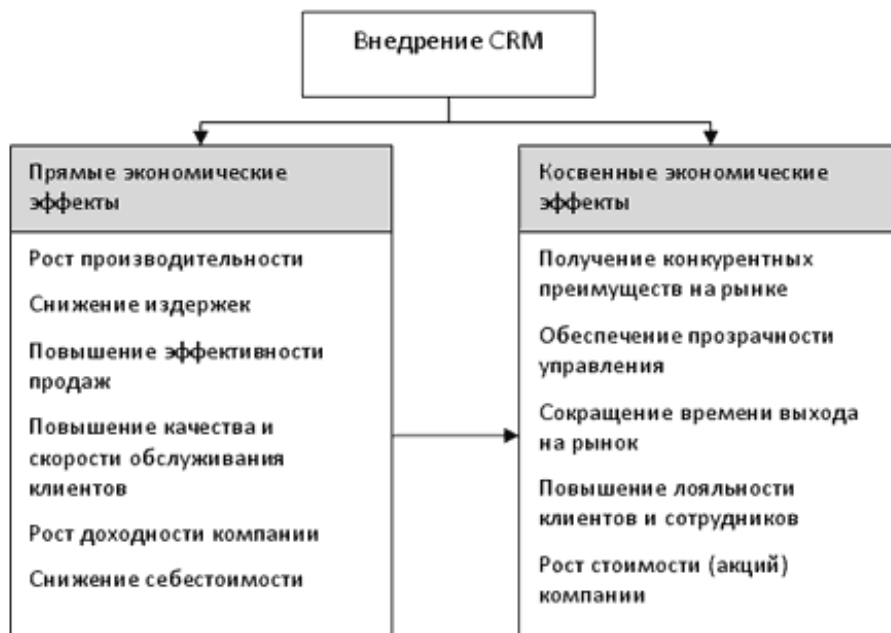 Внедрение CRM
Прямые экономические
эффекты
Рост производительности
Снижение издержек
Повышение эффективности
продаж
Повышение качества и
скорости обслуживания
клиентов
Рост доходности компании
Снижение себестоимости
Косвенные экономические
эффекты
Получение конкурентных
преимуществ на рынке
Обеспечение прозрачности
управления
Сокращение времени выхода
на рынок
Повышение лояльности
клиентов и сотрудников
Рост стоимости (акций)
компании